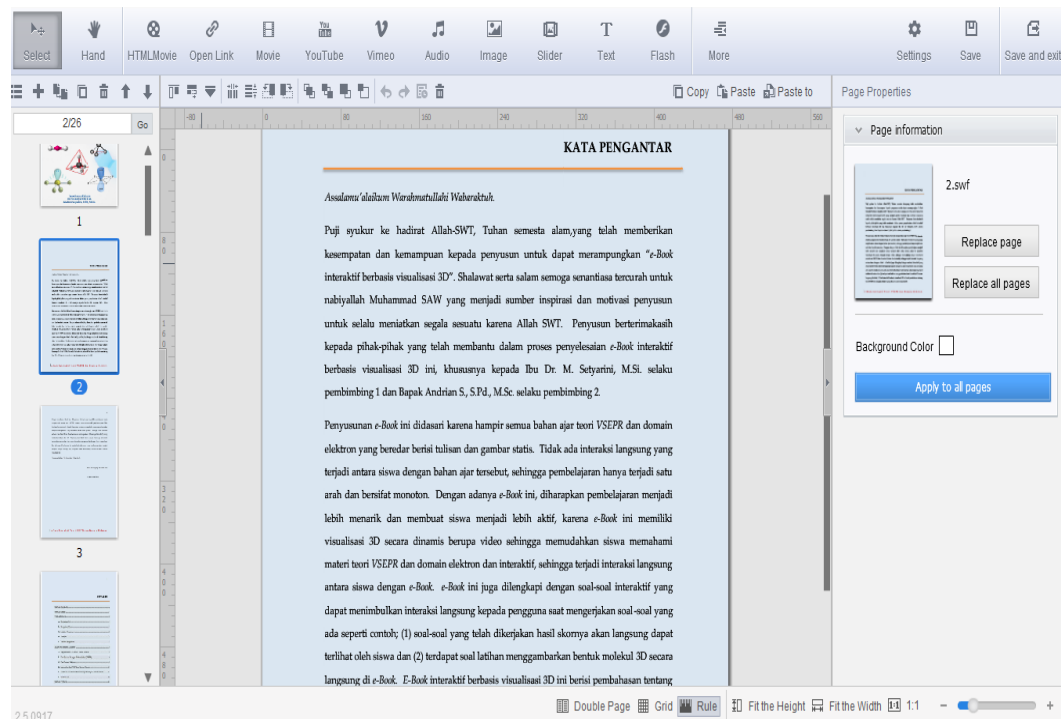 Select Hand HTMLMovie Open Link Movie YouTube Vimeo Audio Image Slider Text Flash More Settings Save Save and exit
Copy Paste Paste to Page Properties
2/26 Go
-80 0 80 160 240 320 400 480 560
Page information
1
2.swf
Replace page
Replace all pages
Background Color
Apply to all pages
2
3
KATA PENGANTAR
Assalamu'alaikum Warahmatullahi Wabaraktuh.
Puji syukur ke hadirat Allah-SWT, Tuhan semesta alam,yang telah memberikan
kesempatan dan kemampuan kepada penyusun untuk dapat merampungkan "e-Book
interaktif berbasis visualisasi 3D". Shalawat serta salam semoga senantiasa tercurah untuk
nabiyallah Muhammad SAW yang menjadi sumber inspirasi dan motivasi penyusun
untuk selalu meniatkan segala sesuatu karena Allah SWT. Penyusun berterimakasih
kepada pihak-pihak yang telah membantu dalam proses penyelesaian e-Book interaktif
berbasis visualisasi 3D ini, khususnya kepada Ibu Dr. M. Setyarini, M.Si. selaku
pembimbing 1 dan Bapak Andrian S., S.Pd., M.Sc. selaku pembimbing 2.
Penyusunan e-Book ini didasari karena hampir semua bahan ajar teori VSEPR dan domain
elektron yang beredar berisi tulisan dan gambar statis. Tidak ada interaksi langsung yang
terjadi antara siswa dengan bahan ajar tersebut, sehingga pembelajaran hanya terjadi satu
arah dan bersifat monoton. Dengan adanya e-Book ini, diharapkan pembelajaran menjadi
lebih menarik dan membuat siswa menjadi lebih aktif, karena e-Book ini memiliki
visualisasi 3D secara dinamis berupa video sehingga memudahkan siswa memahami
materi teori VSEPR dan domain elektron dan interaktif, sehingga terjadi interaksi langsung
antara siswa dengan e-Book. e-Book ini juga dilengkapi dengan soal-soal interaktif yang
dapat menimbulkan interaksi langsung kepada pengguna saat mengerjakan soal-soal yang
ada seperti contoh; (1) soal-soal yang telah dikerjakan hasil skornya akan langsung dapat
terlihat oleh siswa dan (2) terdapat soal latihan menggambarkan bentuk molekul 3D secara
langsung di e-Book. E-Book interaktif berbasis visualisasi 3D ini berisi pembahasan tentang
Double Page Grid Rule Fit the Height Fit the Width 1:1 1:1
2.5.0917